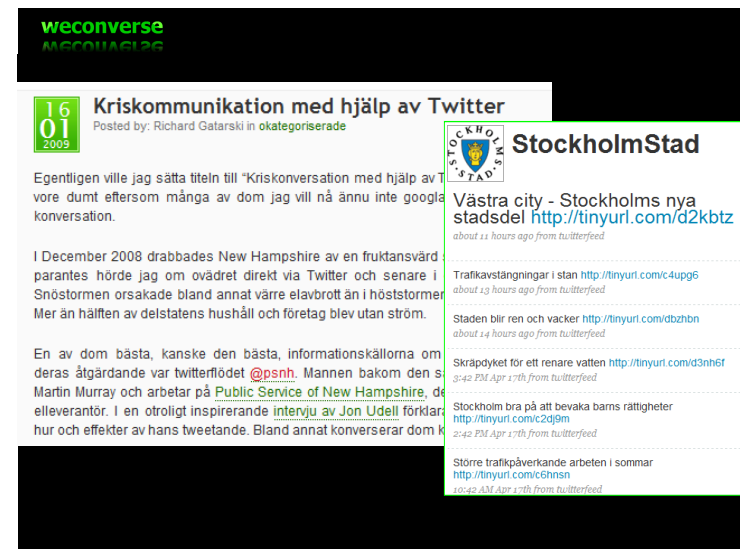 weconverse
16
01
2009
Kriskommunikation med hjälp av Twitter
Posted by: Richard Gatarski in okategoriserade
Egentligen ville jag sätta titeln till “Kriskonversation med hjälp av T
vore dumt eftersom många av dom jag vill nå ännu inte googla
konversation.
I December 2008 drabbades New Hampshire av en fruktansvärd
parantes hörde jag om ovädret direkt via Twitter och senare i
Snöstormen orsakade bland annat värre elavbrott än i höststormen
Mer än hälften av delstatens hushåll och företag blev utan ström.
En av dom bästa, kanske den bästa, informationskällorna om
deras åtgärdande var twitterflödet @psnh. Mannen bakom den
Martin Murray och arbetar på Public Service of New Hampshire, de
elleverantör. I en otroligt inspirerande intervju av Jon Udell förklara
hur och effekter av hans tweetande. Bland annat konverserar dom k
STOCKHOLMS STAD
StockholmStad
Västra city - Stockholms nya
stadsdel http://tinyurl.com/d2kbtz
about 11 hours ago from twitterfeed
Trafikavstängningar i stan http://tinyurl.com/c4upg6
about 13 hours ago from twitterfeed
Staden blir ren och vacker http://tinyurl.com/dbzhbn
about 14 hours ago from twitterfeed
Skräpdyket för ett renare vatten http://tinyurl.com/d3nh6f
3:42 PM Apr 17th from twitterfeed
Stockholm bra på att bevaka barns rättigheter
http://tinyurl.com/c2dj9m
2:42 PM Apr 17th from twitterfeed
Större trafikpåverkande arbeten i sommar
http://tinyurl.com/c6hnsn
10:42 AM Apr 17th from twitterfeed